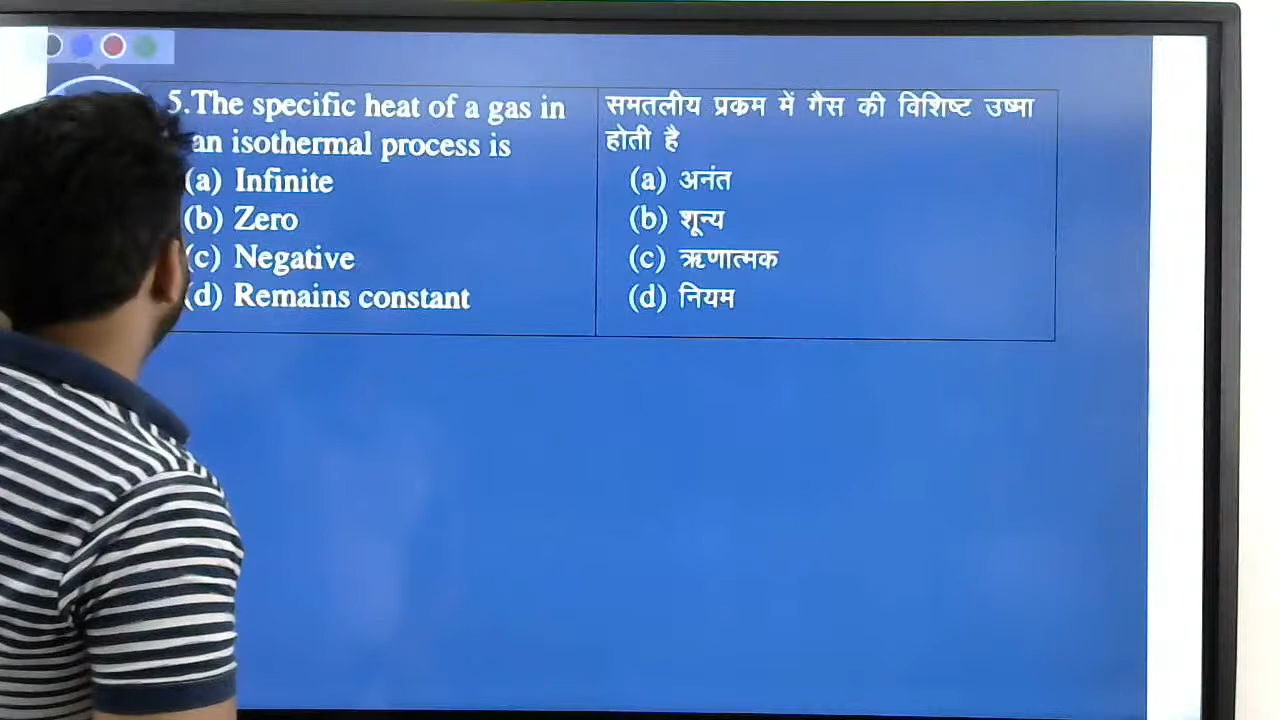 5.The specific heat of a gas in
an isothermal process is
(a) Infinite
(b) Zero
(c) Negative
(d) Remains constant
समतलीय प्रक्रम में गैस की विशिष्ट उष्मा
होती है
(a) अनंत
(b) शून्य
(c) ऋणात्मक
(d) नियम